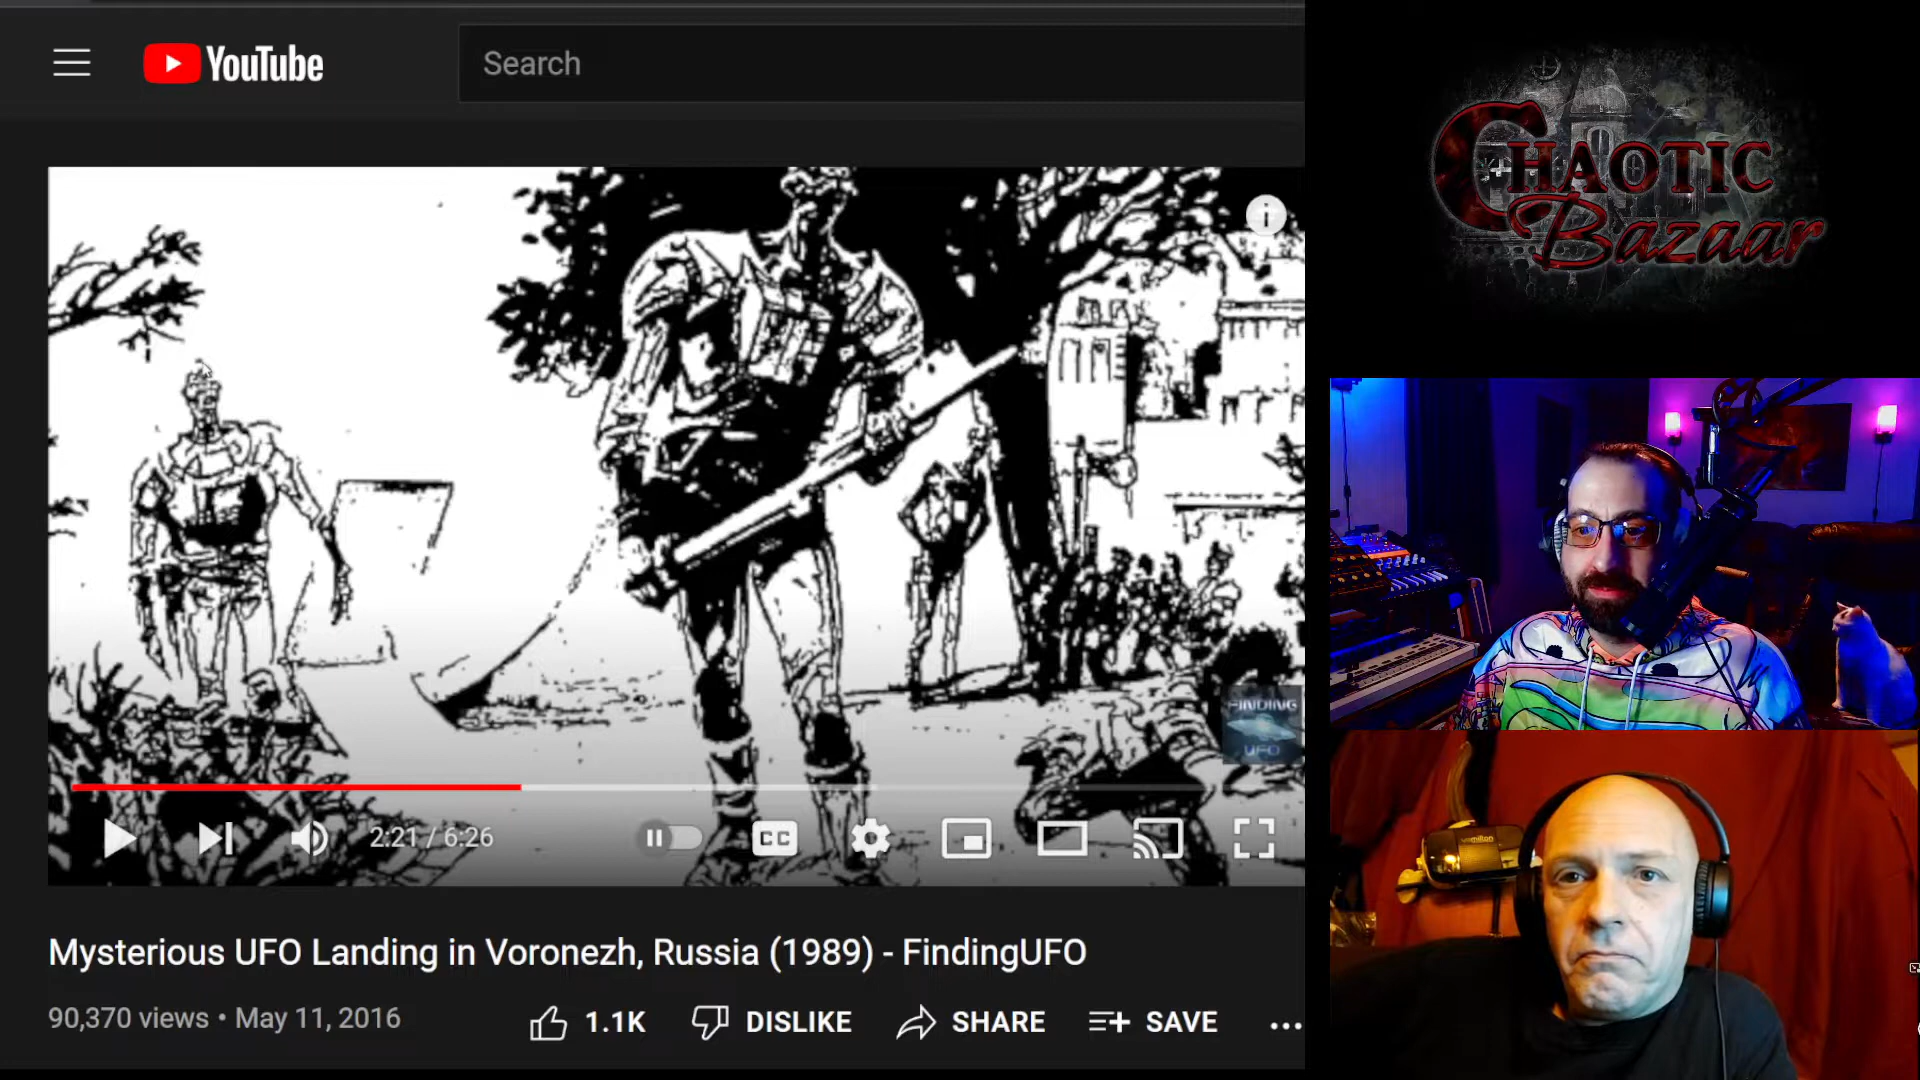 YouTube
Search
CHAOTIC
Bazaar
FINDING
UFO
2:21 / 6:26
CC
Mysterious UFO Landing in Voronezh, Russia (1989) - FindingUFO
90,370 views • May 11, 2016
1.1K
DISLIKE
SHARE
SAVE